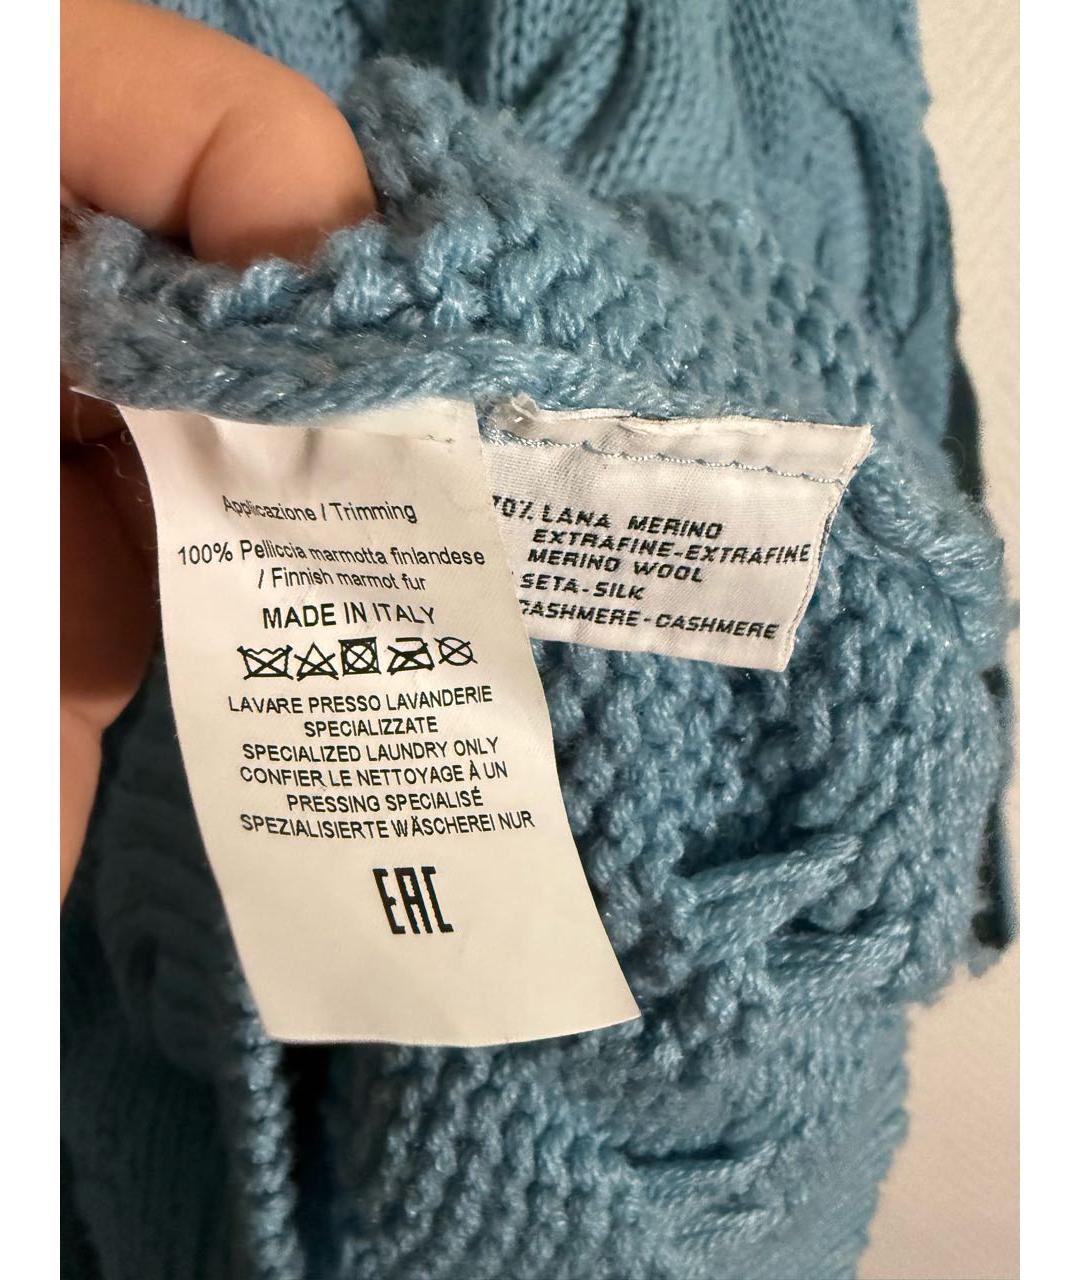 Applicazione / Trimming
100% Pelliccia marmotta finlandese
/ Finnish marmot fur
MADE IN ITALY
LAVARE PRESSO LAVANDERIE
SPECIALIZZATE
SPECIALIZED LAUNDRY ONLY
CONFIER LE NETTOYAGE À UN
PRESSING SPECIALISÉ
SPEZIALISIERTE WÄSCHEREI NUR
EAC
70% LANA MERINO
EXTRAFINE-EXTRAFINE
MERINO WOOL
SETA-SILK
CASHMERE-CASHMERE